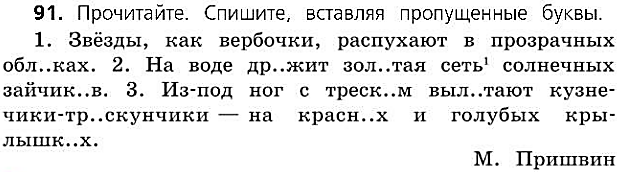 91. Прочитайте. Спишите, вставляя пропущенные буквы.
1. Звёзды, как вербочки, распухают в прозрачных
обл..ках. 2. На воде др..жит зол..тая сеть¹ солнечных
зайчик..в. 3. Из-под ног с треск..м выл..тают кузне-
чики-тр..скунчики — на красн..х и голубых кры-
лышк..х.
М. Пришвин